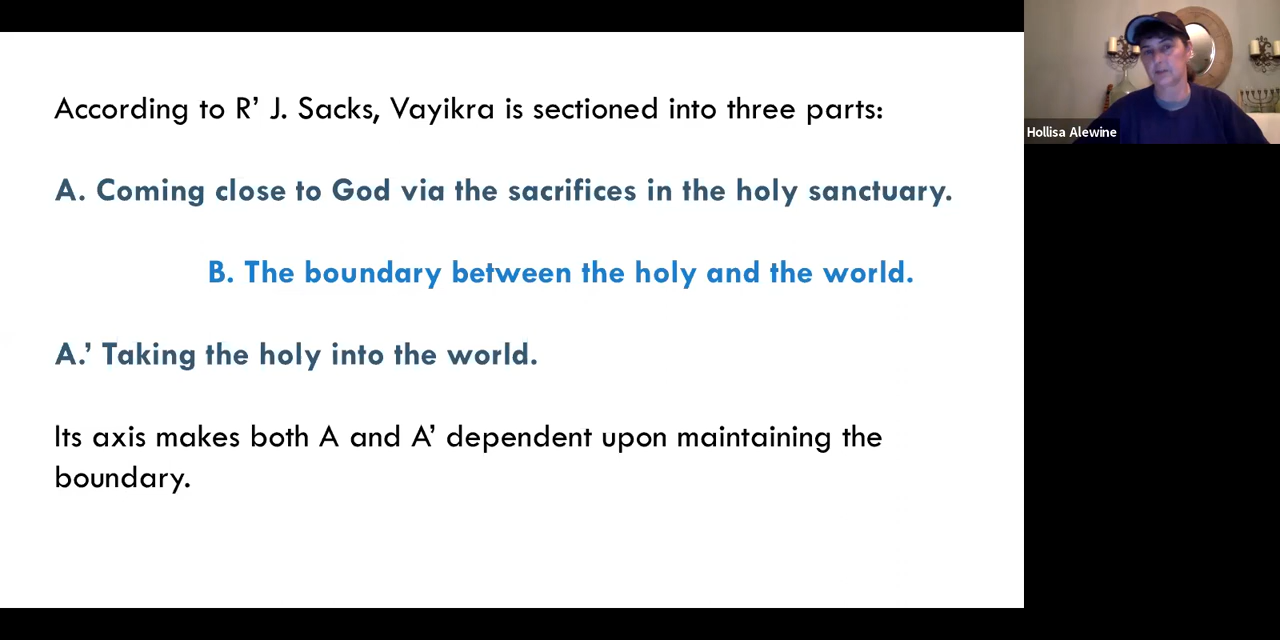 According to R’ J. Sacks, Vayikra is sectioned into three parts:
A. Coming close to God via the sacrifices in the holy sanctuary.
B. The boundary between the holy and the world.
A.’ Taking the holy into the world.
Its axis makes both A and A’ dependent upon maintaining the
boundary.
Hollisa Alewine